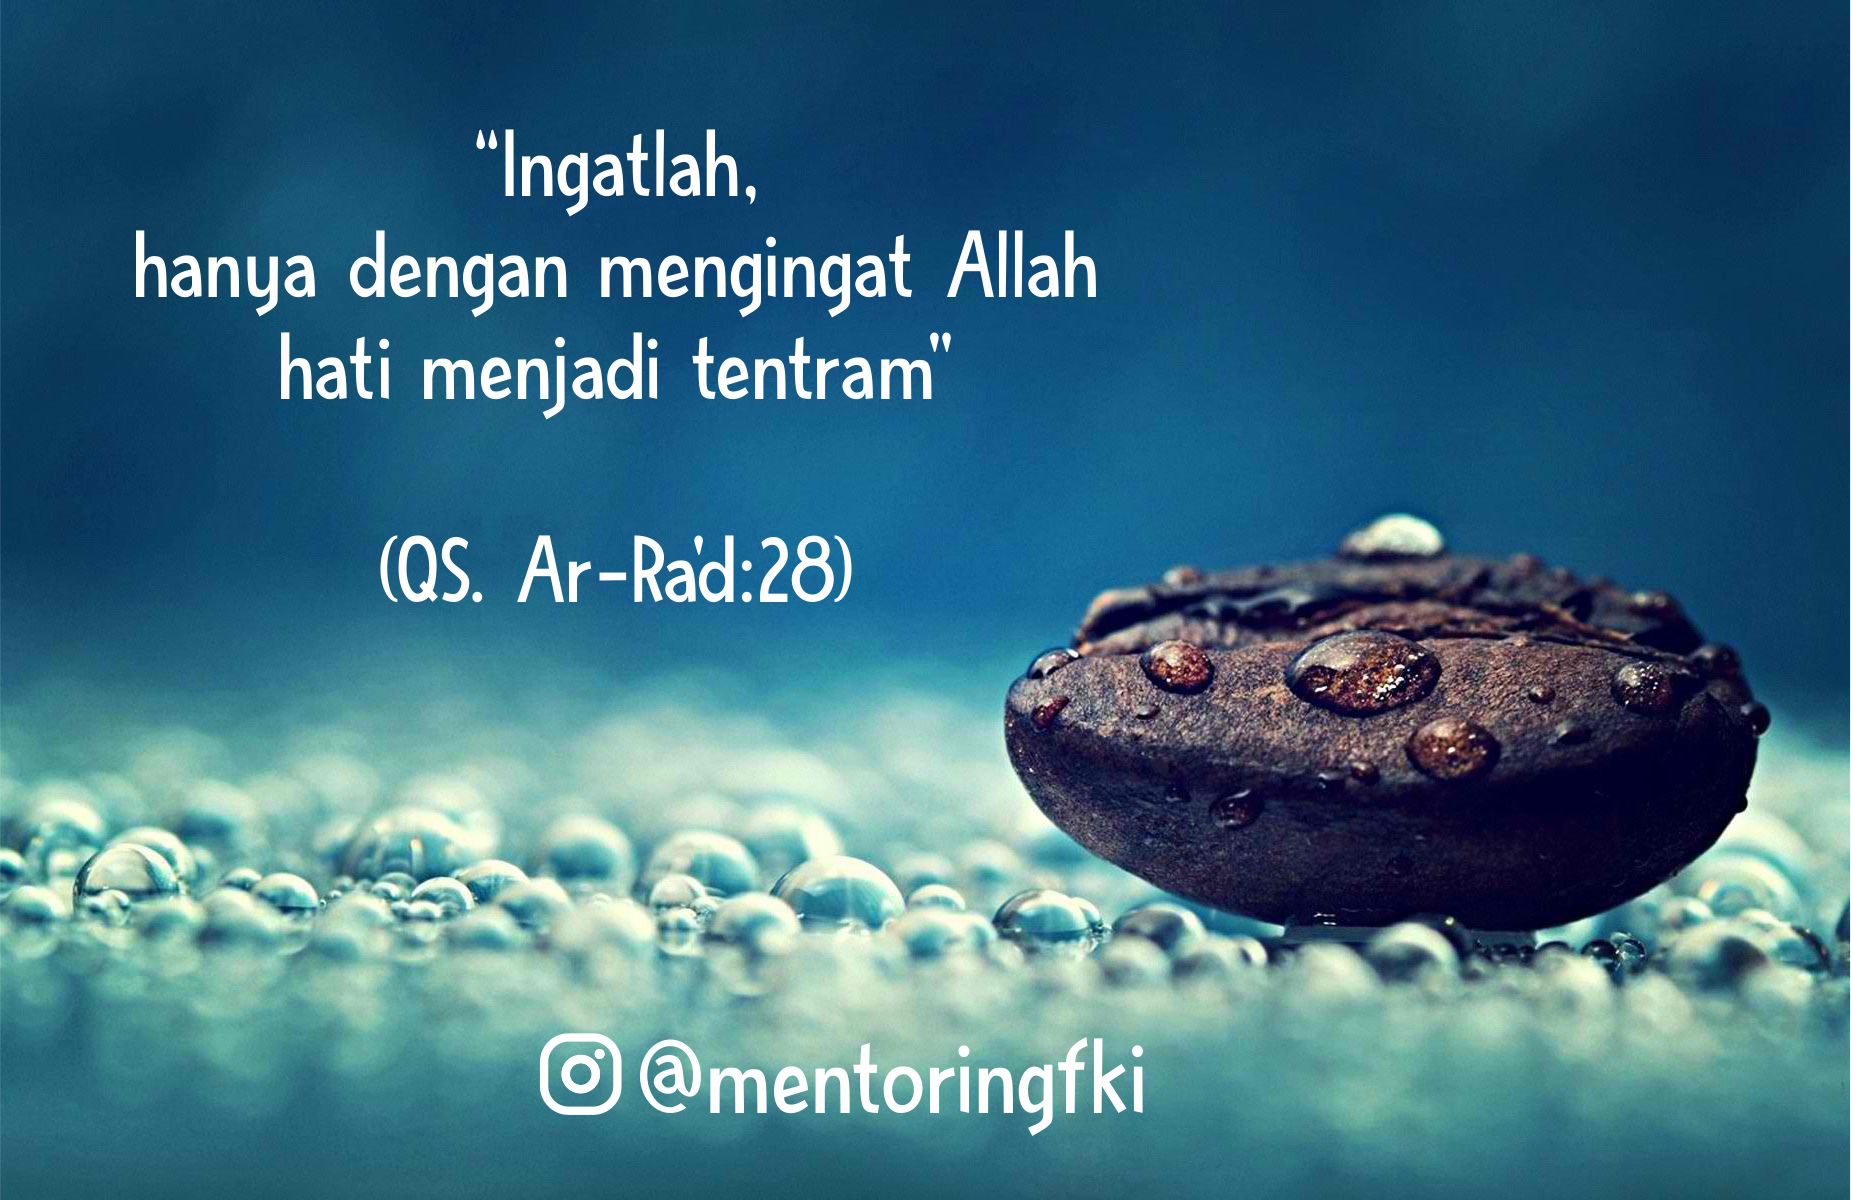 “Ingatlah,
hanya dengan mengingat Allah
hati menjadi tentram"
(QS. Ar-Ra'd:28)
@mentoringfki